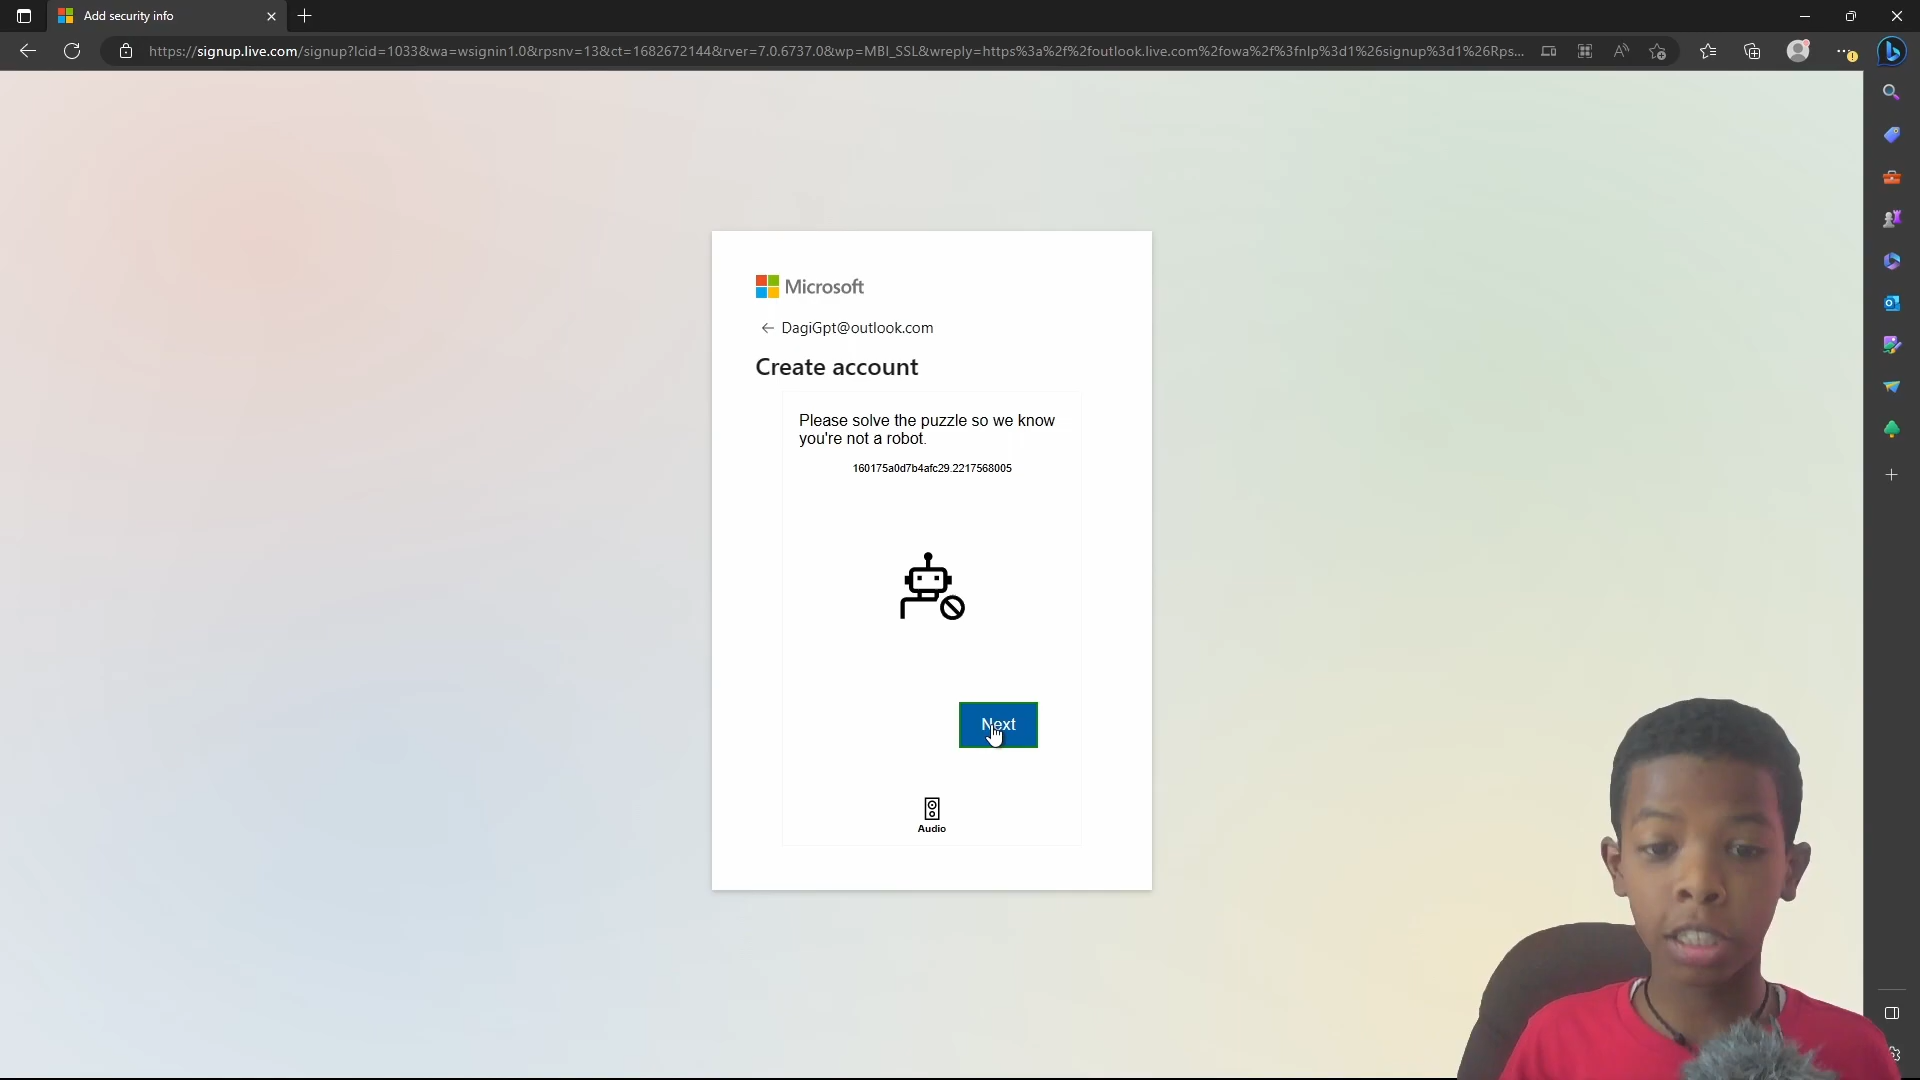 Add security info
https://signup.live.com/signup?lcid=1033&wa=wsignin1.0&rpsnv=13&ct=1682672144&rver=7.0.6737.0&wp=MBI_SSL&wreply=https%3a%2f%2foutlook.live.com%2fowa%2f%3fnlp%3d1%26signup%3d1%26Rps...
Microsoft
DagiGpt@outlook.com
Create account
Please solve the puzzle so we know
you're not a robot.
160175a0d7b4afc29.2217568005
Next
Audio